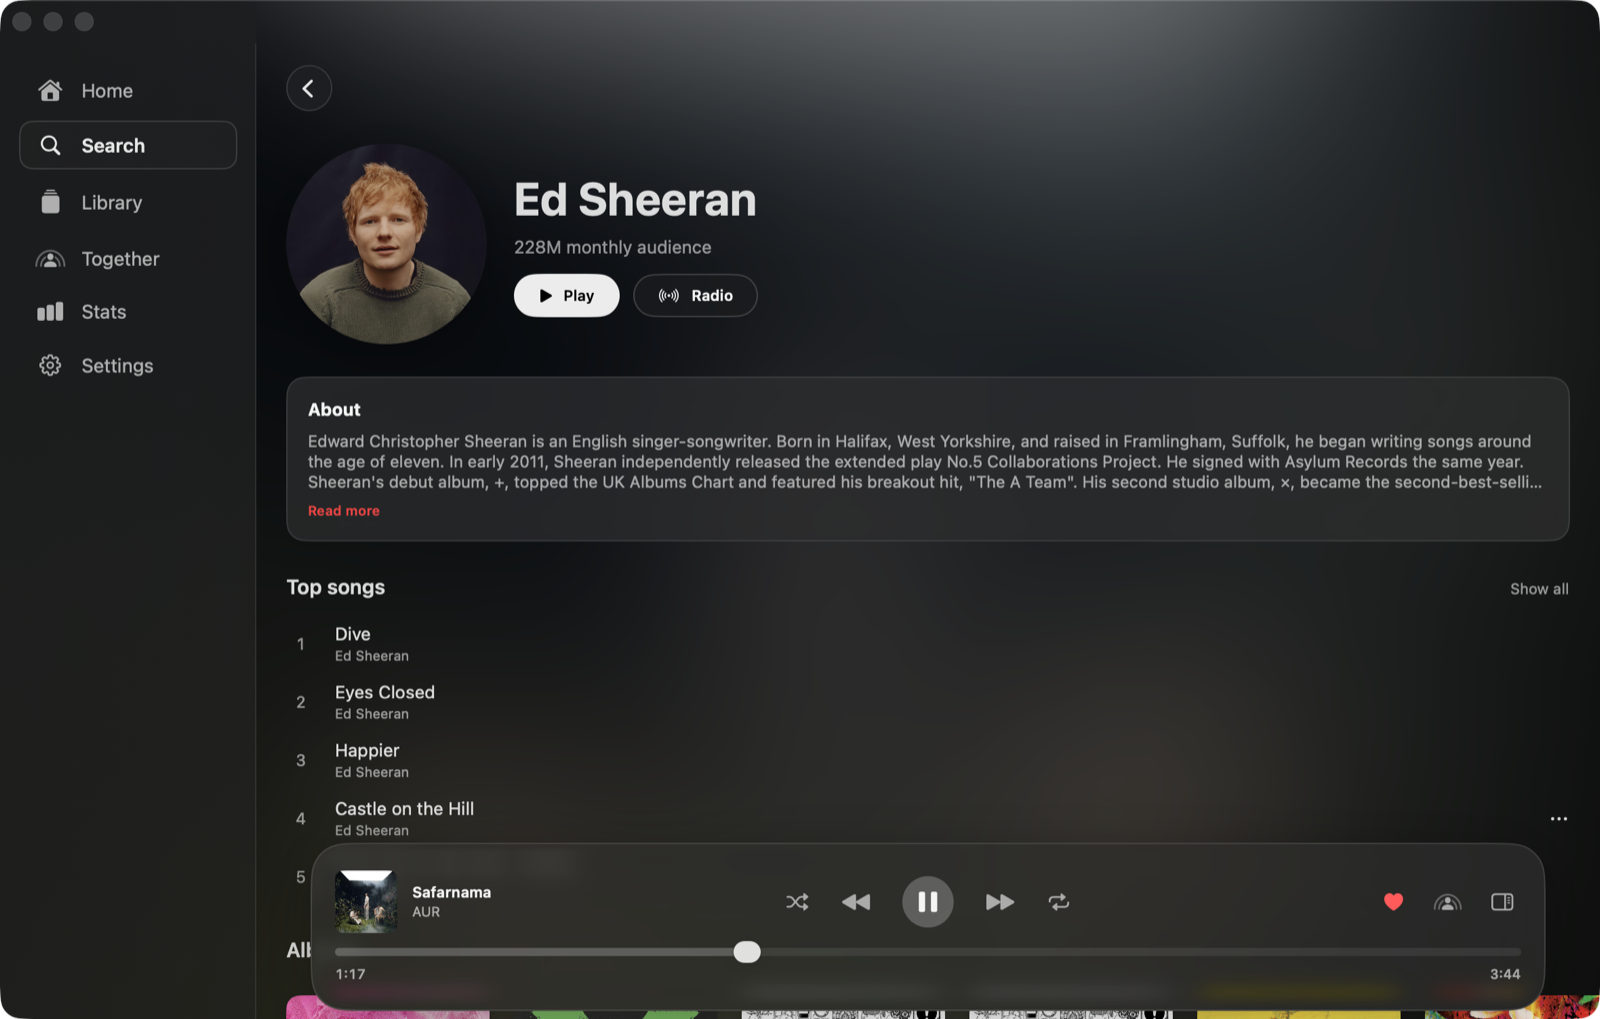 Home
Search
Library
Together
Stats
Settings
Ed Sheeran
228M monthly audience
Play
Radio
About
Edward Christopher Sheeran is an English singer-songwriter. Born in Halifax, West Yorkshire, and raised in Framlingham, Suffolk, he began writing songs around
the age of eleven. In early 2011, Sheeran independently released the extended play No.5 Collaborations Project. He signed with Asylum Records the same year.
Sheeran's debut album, +, topped the UK Albums Chart and featured his breakout hit, "The A Team". His second studio album, ×, became the second-best-selli...
Read more
Top songs
Show all
1
Dive
Ed Sheeran
2
Eyes Closed
Ed Sheeran
3
Happier
Ed Sheeran
4
Castle on the Hill
Ed Sheeran
5
Safarnama
AUR
1:17
3:44